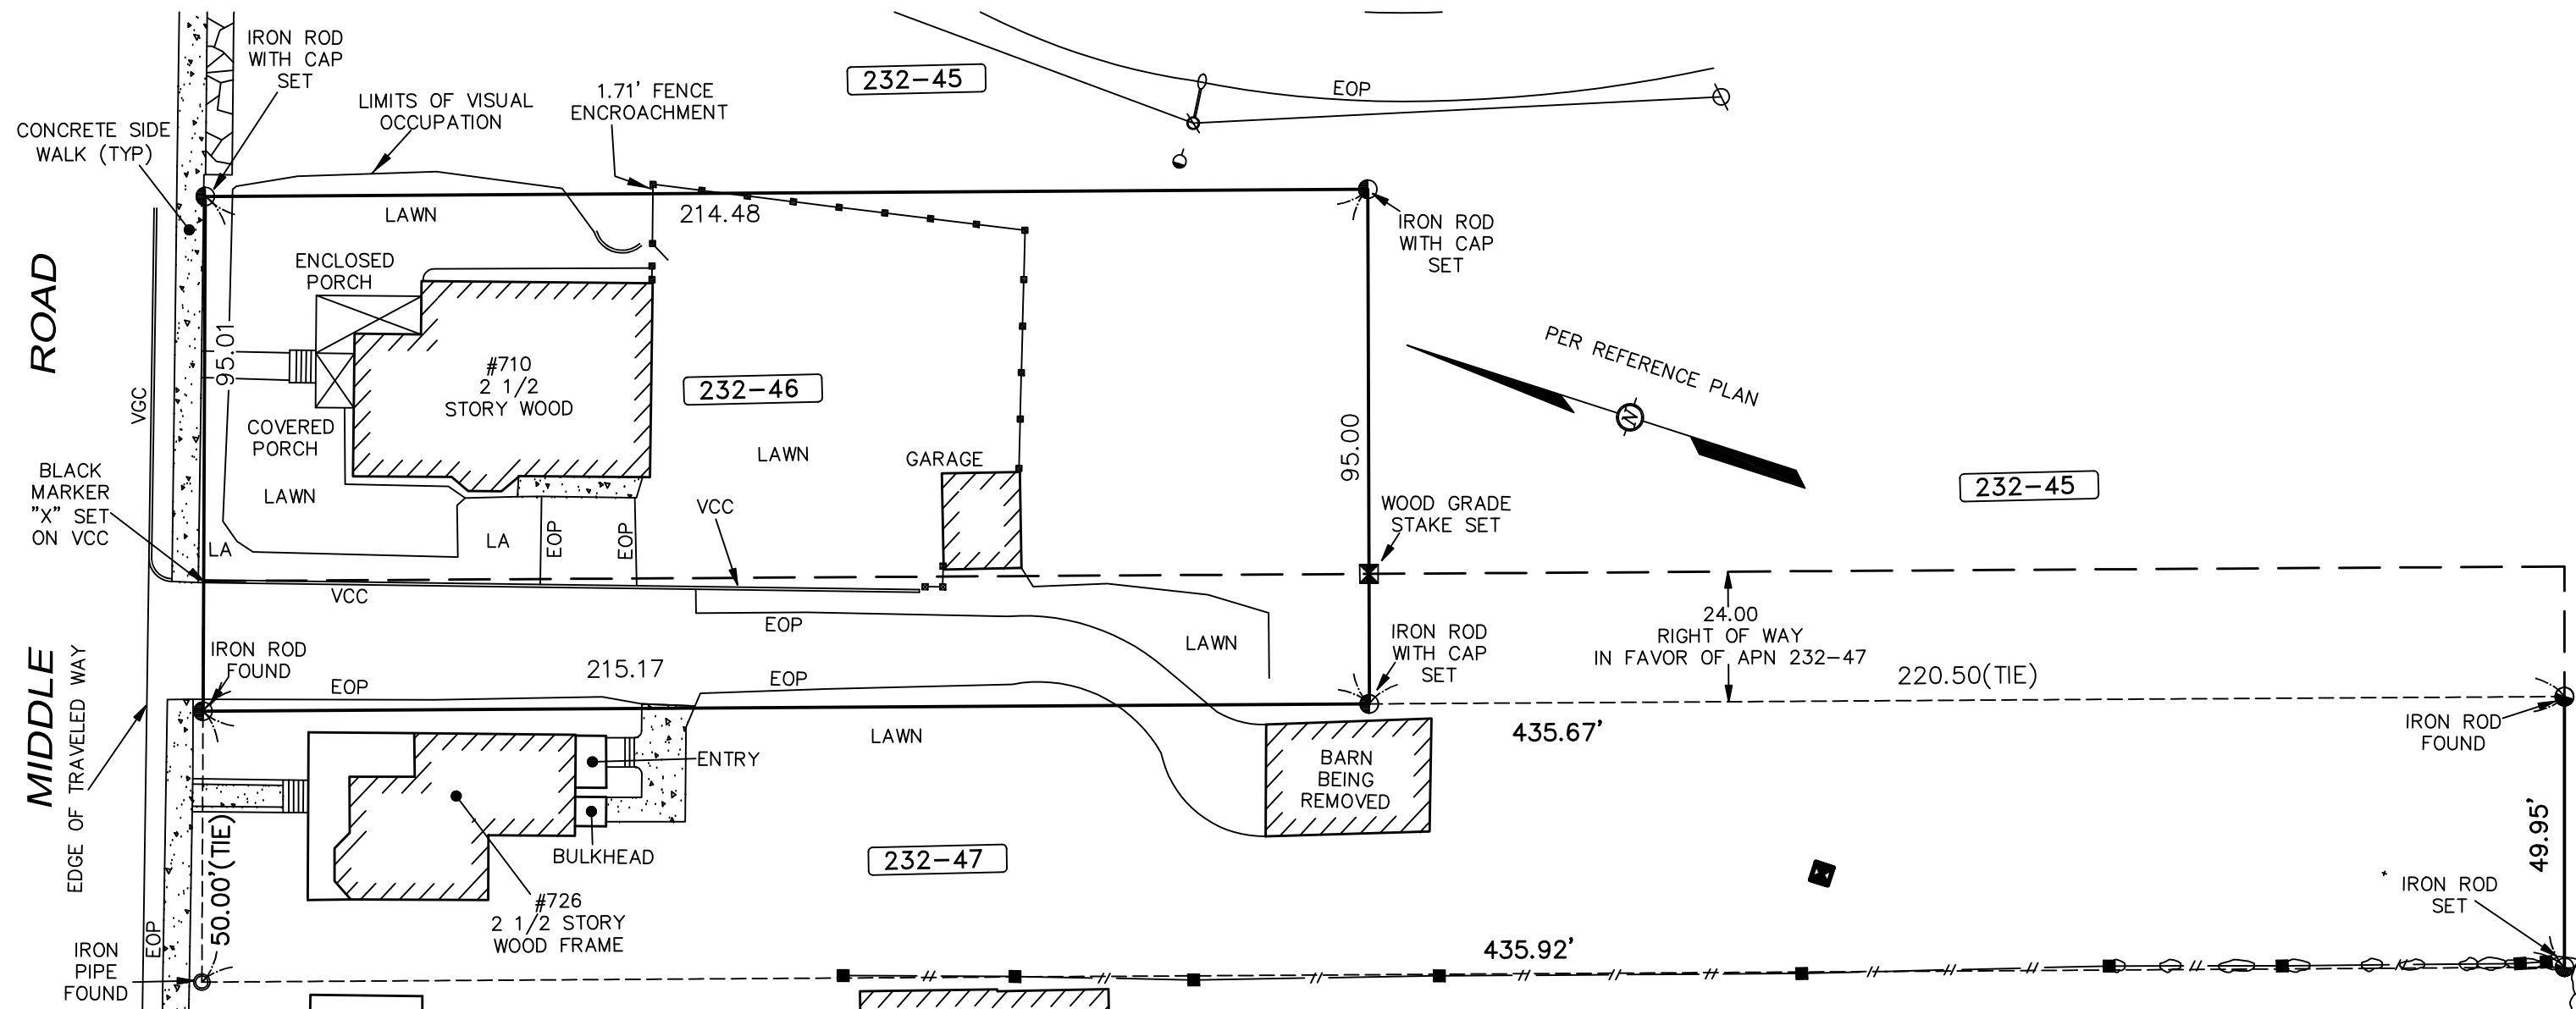 IRON ROD
WITH CAP
SET
LIMITS OF VISUAL
OCCUPATION
1.71' FENCE
ENCROACHMENT
232-45
EOP
CONCRETE SIDE
WALK (TYP)
LAWN
214.48
IRON ROD
WITH CAP
SET
ROAD
ENCLOSED
PORCH
95.01
#710
2 1/2
STORY WOOD
232-46
PER REFERENCE PLAN
N
VGC
COVERED
PORCH
LAWN
GARAGE
95.00
BLACK
MARKER
"X" SET
ON VCC
LAWN
LA
LA
EOP
EOP
VCC
WOOD GRADE
STAKE SET
232-45
VCC
EOP
LAWN
24.00
RIGHT OF WAY
IN FAVOR OF APN 232-47
IRON ROD
WITH CAP
SET
IRON ROD
FOUND
215.17
EOP
EOP
220.50(TIE)
MIDDLE
EDGE OF TRAVELED WAY
LAWN
435.67'
IRON ROD
FOUND
ENTRY
BARN
BEING
REMOVED
50.00'(TIE)
BULKHEAD
232-47
49.95'
#726
2 1/2 STORY
WOOD FRAME
IRON ROD
SET
EOP
IRON
PIPE
FOUND
435.92'